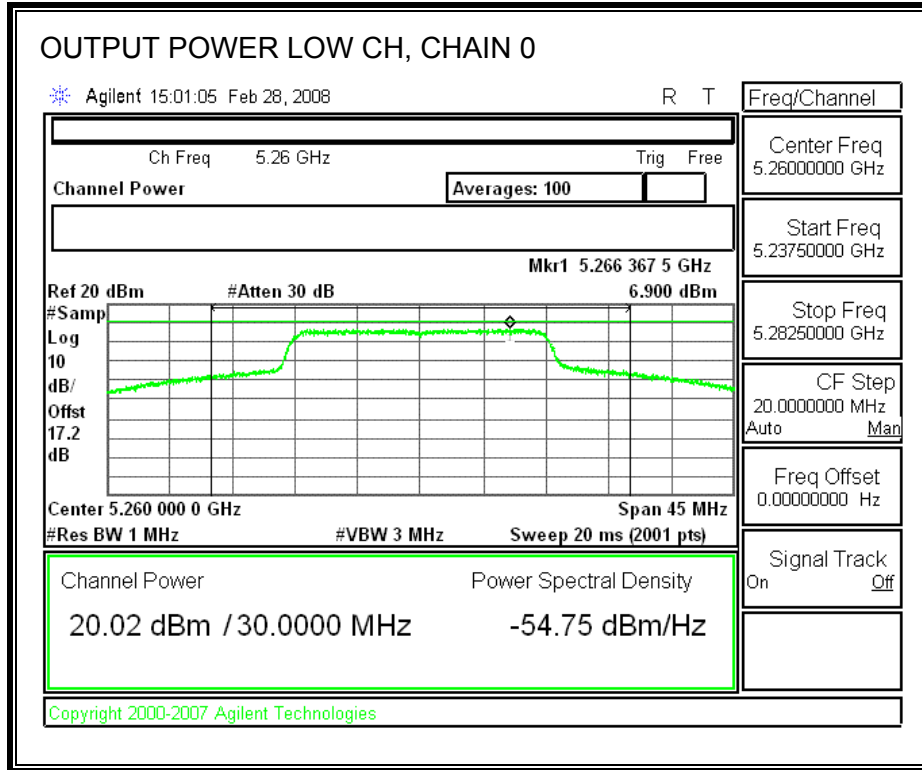 OUTPUT POWER LOW CH, CHAIN 0
Agilent 15:01:05 Feb 28, 2008 R T
Freq/Channel
Ch Freq 5.26 GHz Trig Free
Channel Power Averages: 100
Mkr1 5.266 367 5 GHz
Ref 20 dBm #Atten 30 dB 6.900 dBm
#Samp
Log
10
dB/
Offst
17.2
dB
Center 5.260 000 0 GHz Span 45 MHz
#Res BW 1 MHz #VBW 3 MHz Sweep 20 ms (2001 pts)
Channel Power Power Spectral Density
20.02 dBm / 30.0000 MHz -54.75 dBm/Hz
Center Freq
5.26000000 GHz
Start Freq
5.23750000 GHz
Stop Freq
5.28250000 GHz
CF Step
20.0000000 MHz
Auto Man
Freq Offset
0.00000000 Hz
Signal Track
On Off
Copyright 2000-2007 Agilent Technologies